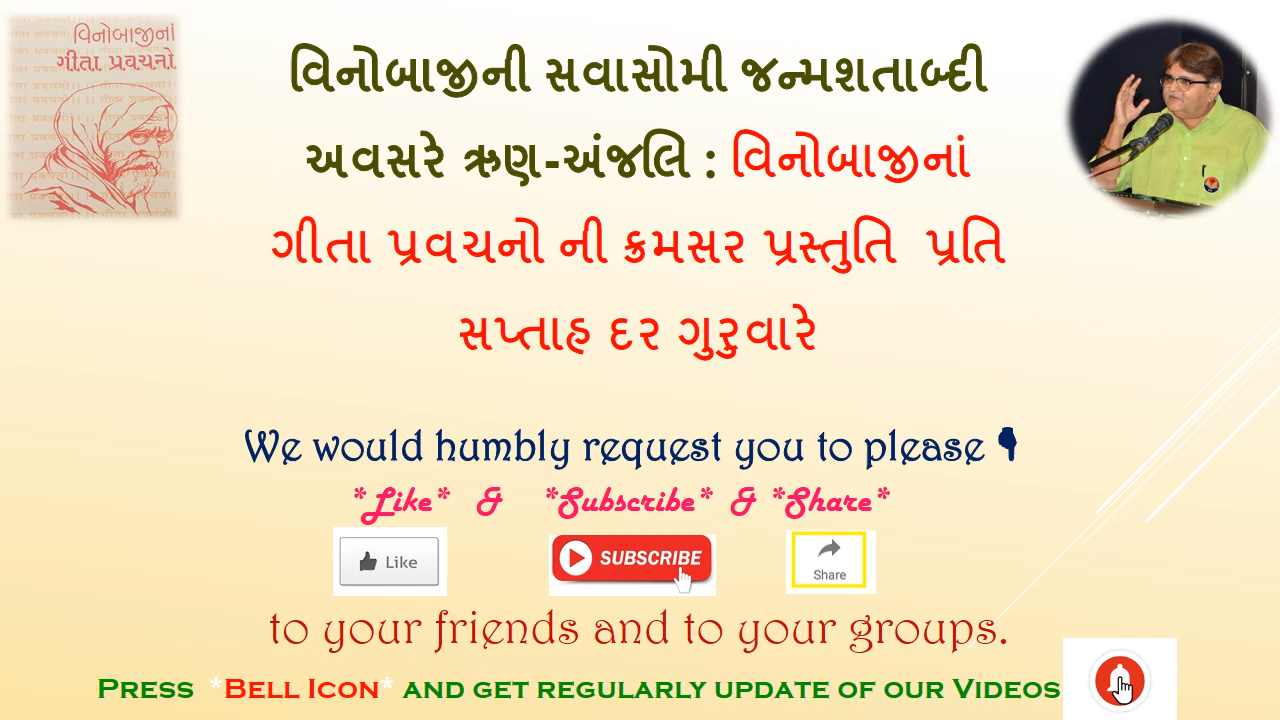 વિનોબાજીનાં
ગીતા પ્રવચનો
વિનોબાજીની સવાસોમી જન્મશતાબ્દી
અવસરે ઋણ-અંજલિ : વિનોબાજીનાં
ગીતા પ્રવચનો ની ક્રમસર પ્રસ્તુતિ પ્રતિ
સપ્તાહ દર ગુરુવારે
We would humbly request you to please 👇
*Like* & *Subscribe* & *Share*
Like SUBSCRIBE Share
to your friends and to your groups.
PRESS *BELL ICON* AND GET REGULARLY UPDATE OF OUR VIDEOS